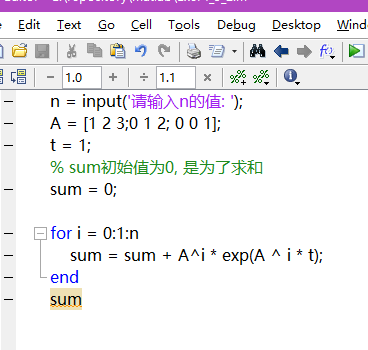 File Edit Text Go Cell Tools Debug Desktop Window
1.0
1.1
n = input('请输入n的值: ');
A = [1 2 3;0 1 2; 0 0 1];
t = 1;
% sum初始值为0, 是为了求和
sum = 0;
for i = 0:1:n
sum = sum + A^i * exp(A ^ i * t);
end
sum